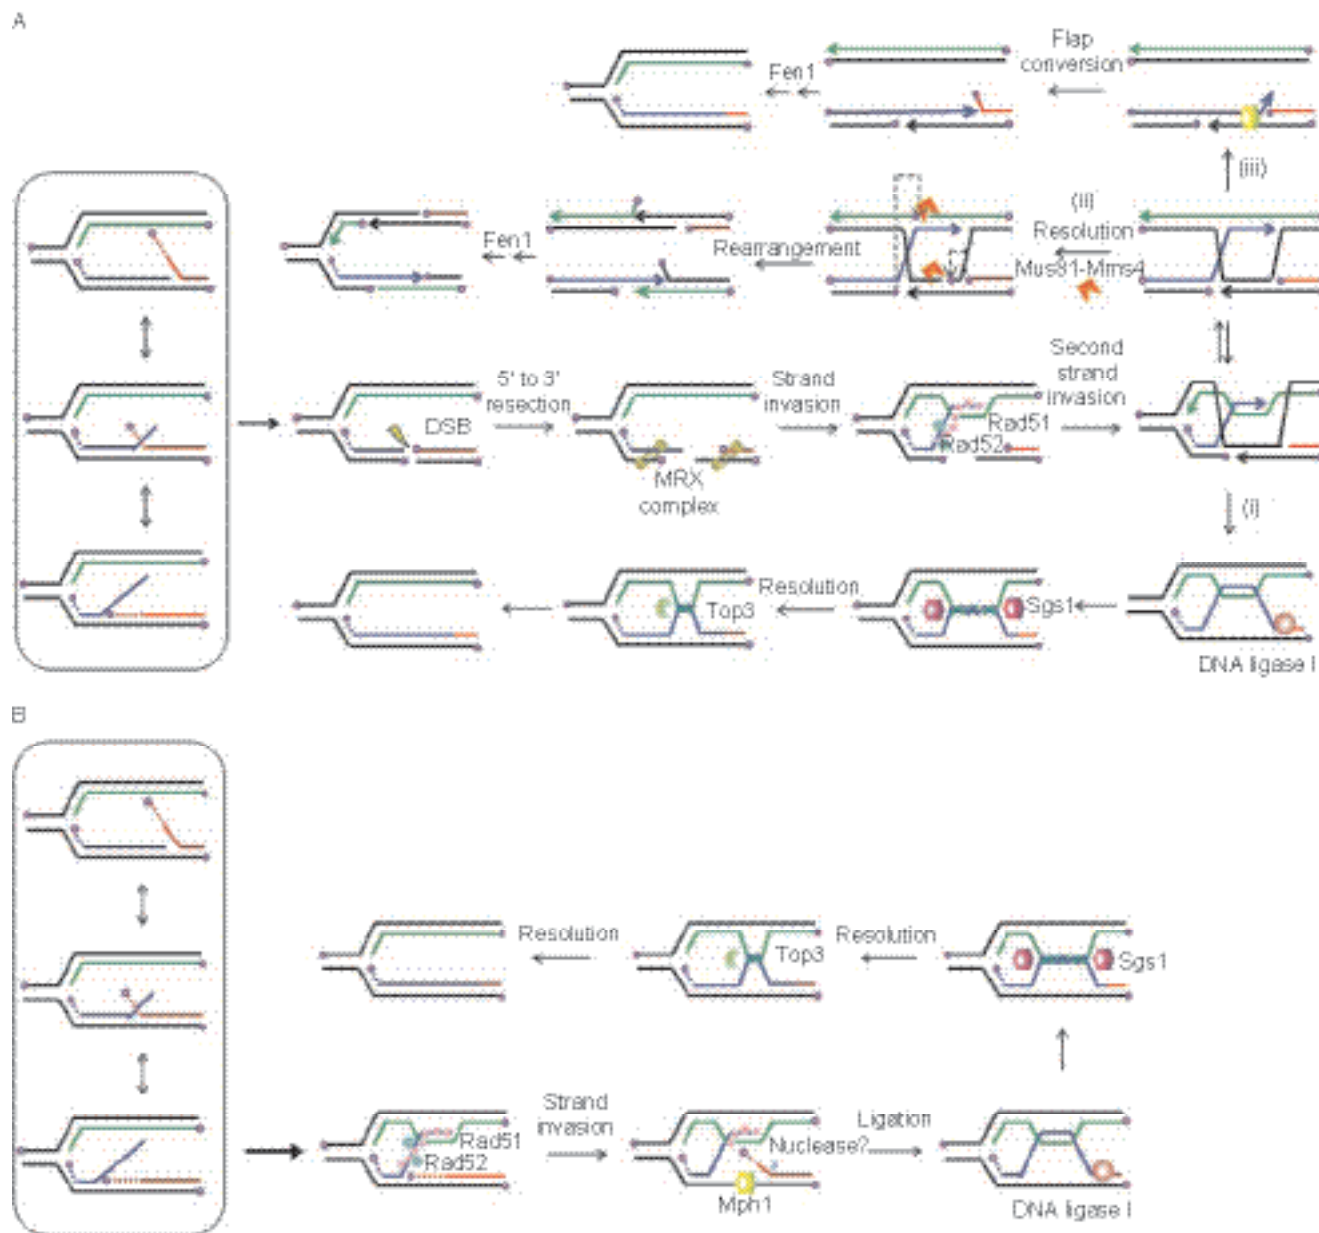 A
Flap
conversion
Fen1
(iii)
(ii)
Resolution
Mus81-Mms4
Rearrangement
Fen1
5' to 3'
resection
DSB
MRX
complex
Strand
invasion
Rad51
Rad52
Second
strand
invasion
(i)
DNA ligase I
Sgs1
Resolution
Top3
B
Resolution
Top3
Resolution
Sgs1
Rad51
Rad52
Strand
invasion
Nuclease?
Mph1
Ligation
DNA ligase I